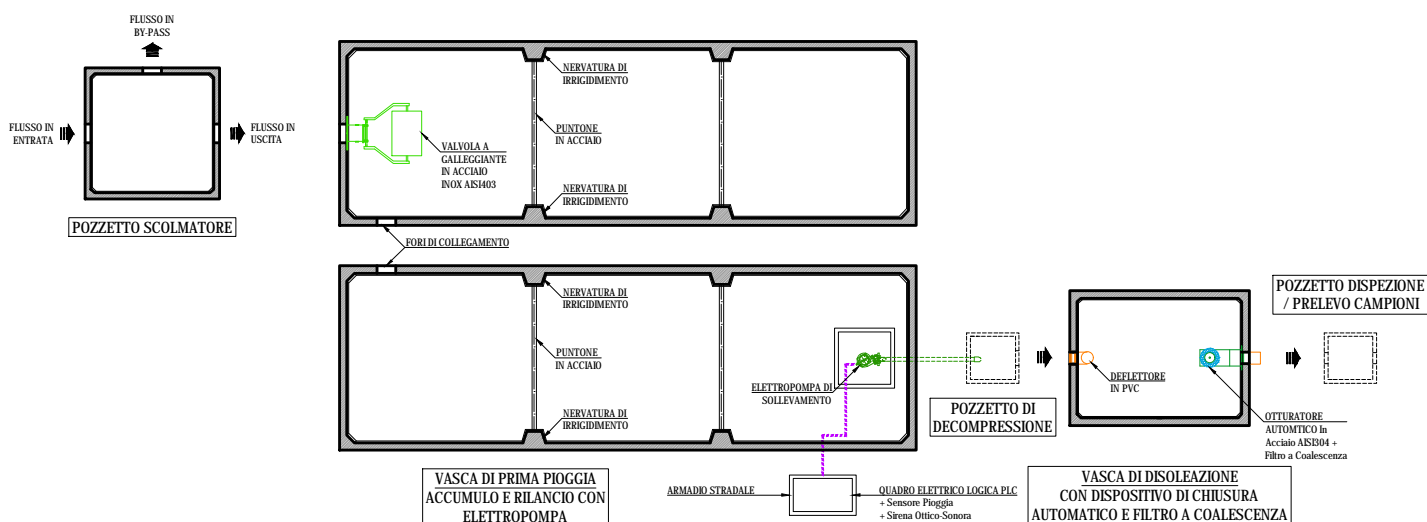 FLUSSO IN
BY-PASS
FLUSSO IN
ENTRATA
FLUSSO IN
USCITA
POZZETTO SCOLMATORE
NERVATURA DI
IRRIGIDIMENTO
PUNTONE
IN ACCIAIO
VALVOLA A
GALLEGGIANTE
IN ACCIAIO
INOX AISI403
NERVATURA DI
IRRIGIDIMENTO
FORI DI COLLEGAMENTO
NERVATURA DI
IRRIGIDIMENTO
PUNTONE
IN ACCIAIO
ELETTROPOMPA DI
SOLLEVAMENTO
NERVATURA DI
IRRIGIDIMENTO
POZZETTO DI
DECOMPRESSIONE
DEFLETTORE
IN PVC
POZZETTO DISPEZIONE
/ PRELEVO CAMPIONI
OTTURATORE
AUTOMTICO In
Acciaio AISI304 +
Filtro a Coalescenza
VASCA DI PRIMA PIOGGIA
ACCUMULO E RILANCIO CON
ELETTROPOMPA
ARMADIO STRADALE
QUADRO ELETTRICO LOGICA PLC
+ Sensore Pioggia
+ Sirena Ottico-Sonora
VASCA DI DISOLEAZIONE
CON DISPOSITIVO DI CHIUSURA
AUTOMATICO E FILTRO A COALESCENZA